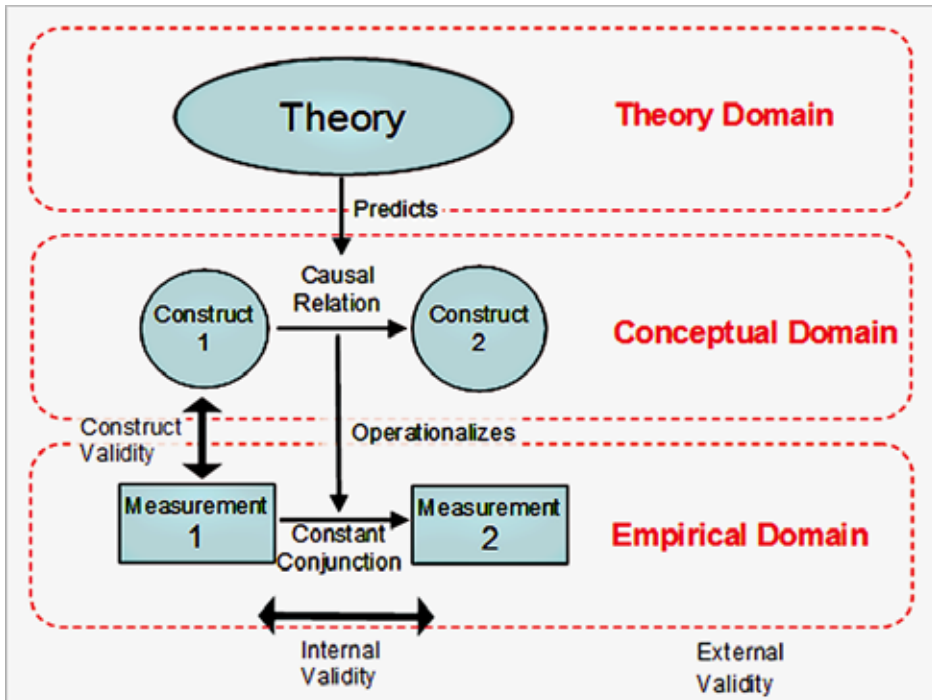 Theory
Theory Domain
Predicts
Causal
Relation
Construct
1
Construct
2
Conceptual Domain
Construct
Validity
Operationalizes
Measurement
1
Measurement
2
Constant
Conjunction
Empirical Domain
Internal
Validity
External
Validity